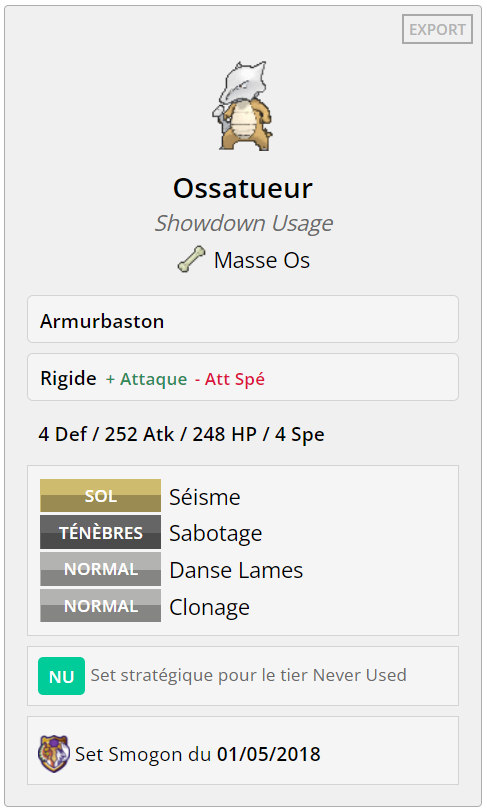 EXPORT
Ossatueur
Showdown Usage
Masse Os
Armurbaston
Rigide + Attaque - Att Spé
4 Def / 252 Atk / 248 HP / 4 Spe
SOL Séisme
TÉNÈBRES Sabotage
NORMAL Danse Lames
NORMAL Clonage
NU Set stratégique pour le tier Never Used
Set Smogon du 01/05/2018